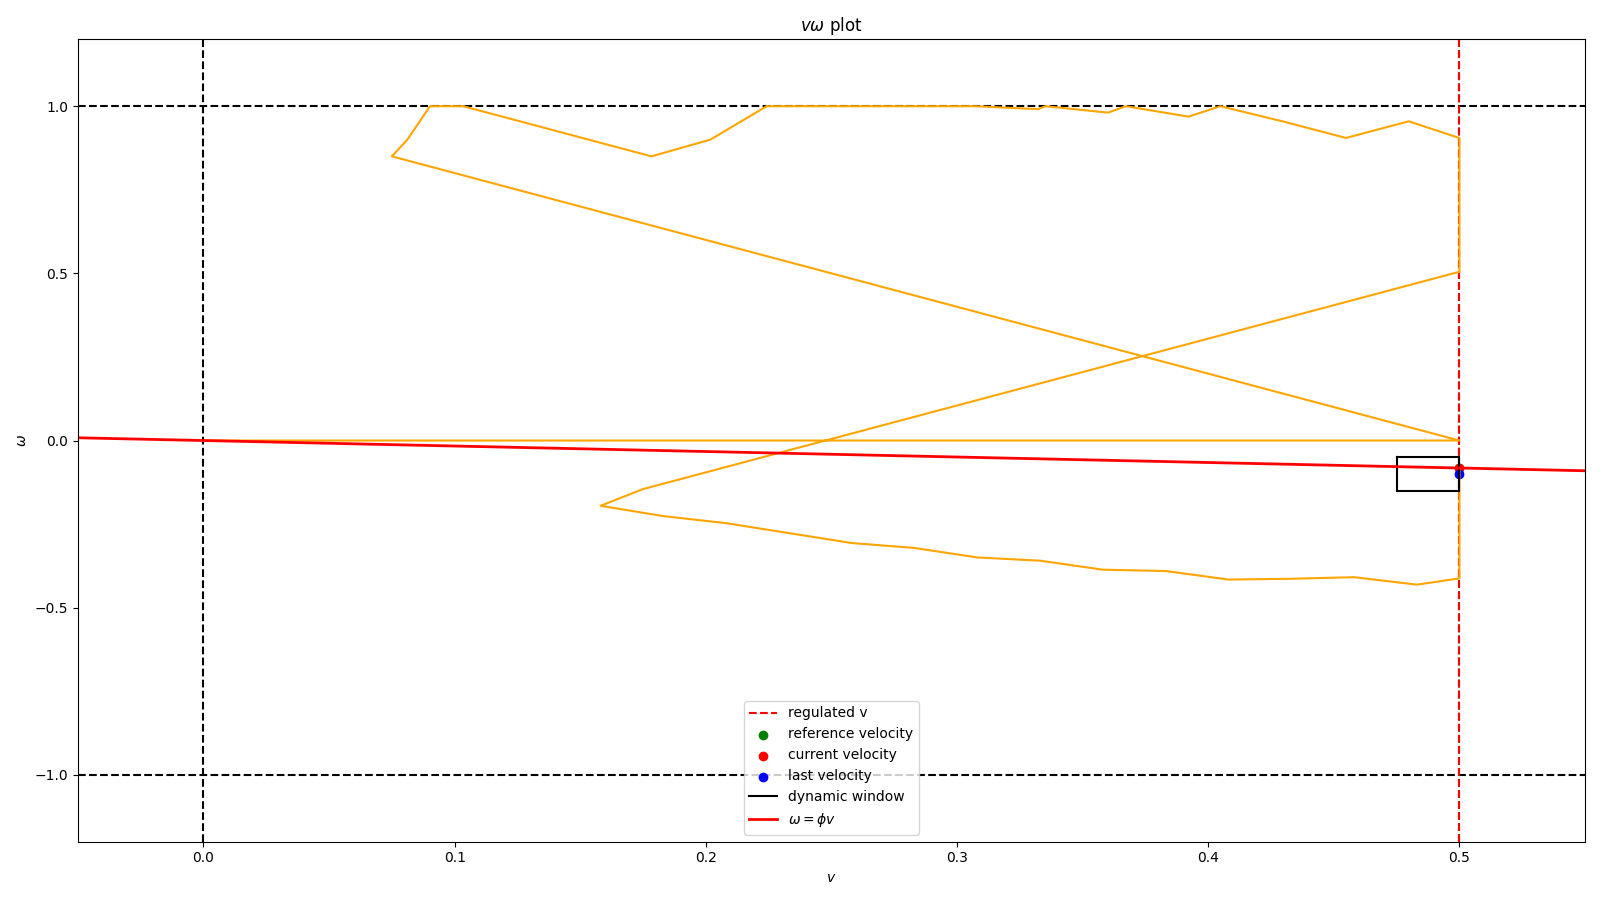 vω plot
1.0
0.5
0.0
−0.5
−1.0
ω
0.0
0.1
0.2
0.3
0.4
0.5
v
regulated v
reference velocity
current velocity
last velocity
dynamic window
ω = ϕv